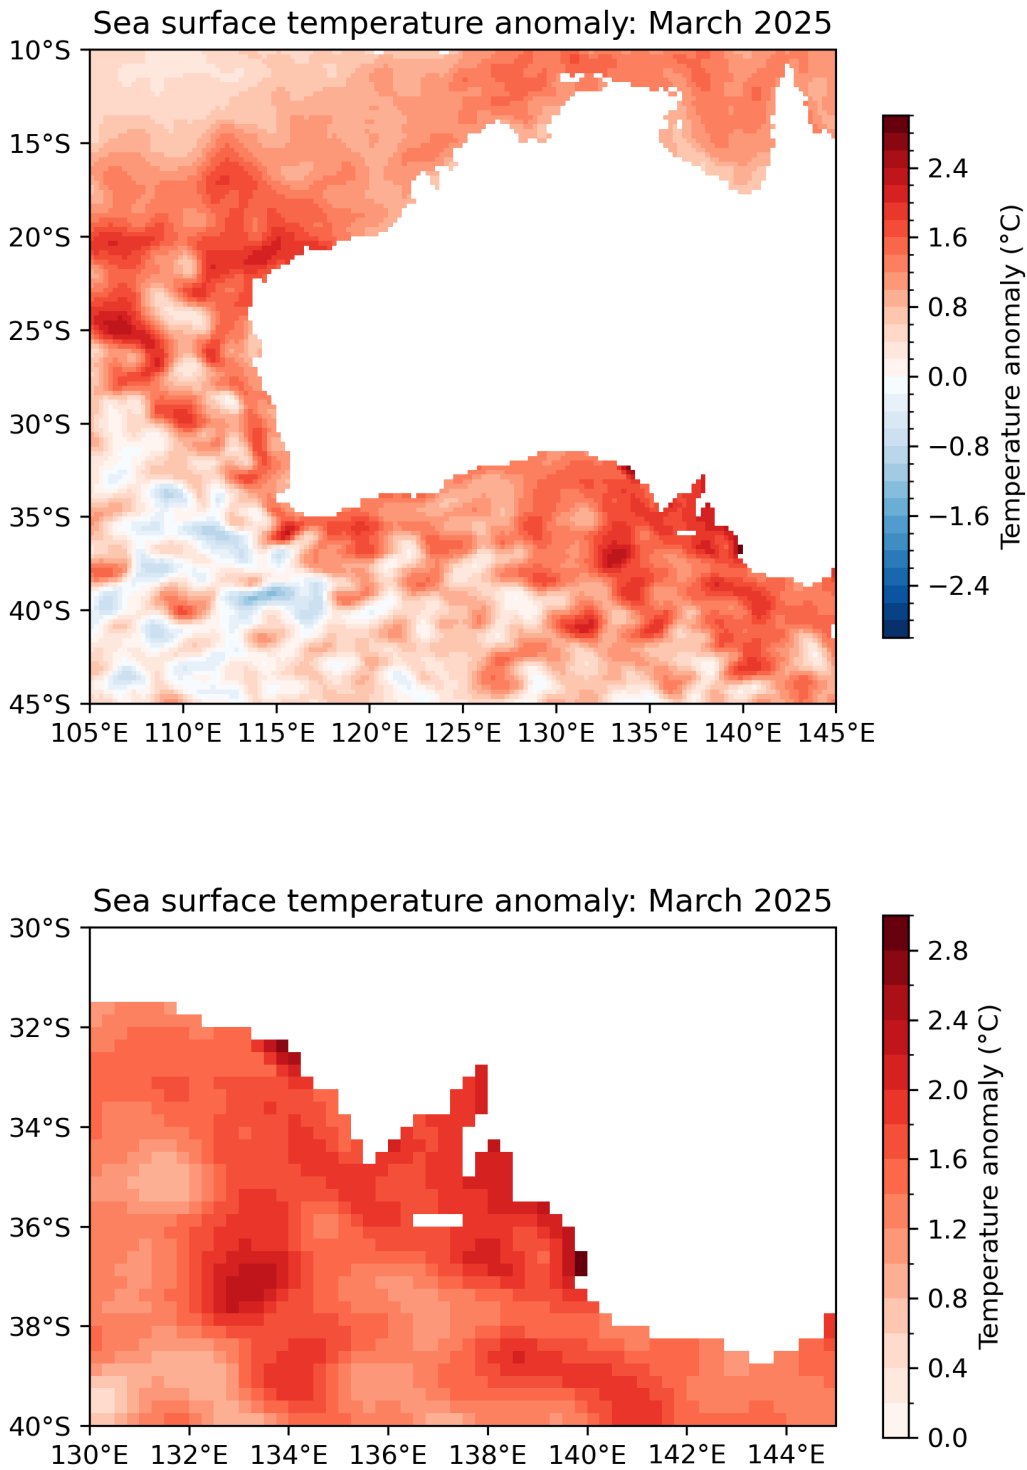 Sea surface temperature anomaly: March 2025
10°S
15°S
20°S
25°S
30°S
35°S
40°S
45°S
105°E 110°E 115°E 120°E 125°E 130°E 135°E 140°E 145°E
2.4
1.6
0.8
0.0
−0.8
−1.6
−2.4
Temperature anomaly (°C)
Sea surface temperature anomaly: March 2025
30°S
32°S
34°S
36°S
38°S
40°S
130°E 132°E 134°E 136°E 138°E 140°E 142°E 144°E
2.8
2.4
2.0
1.6
1.2
0.8
0.4
0.0
Temperature anomaly (°C)